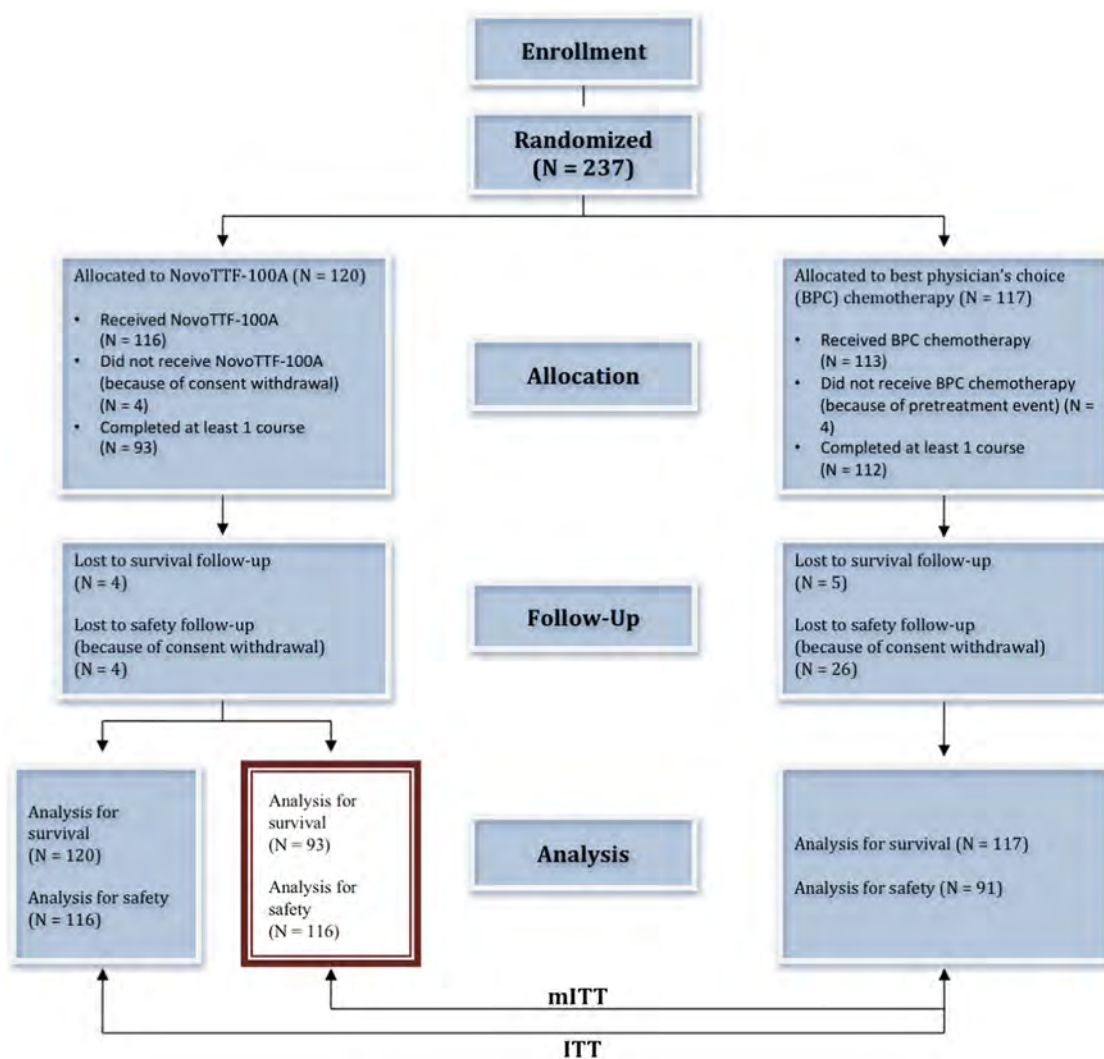 Enrollment
Randomized
(N = 237)
Allocated to NovoTTF-100A (N = 120)
• Received NovoTTF-100A
(N = 116)
• Did not receive NovoTTF-100A
(because of consent withdrawal)
(N = 4)
• Completed at least 1 course
(N = 93)
Allocation
Allocated to best physician's choice
(BPC) chemotherapy (N = 117)
• Received BPC chemotherapy
(N = 113)
• Did not receive BPC chemotherapy
(because of pretreatment event) (N =
4)
• Completed at least 1 course
(N = 112)
Lost to survival follow-up
(N = 4)
Lost to safety follow-up
(because of consent withdrawal)
(N = 4)
Follow-Up
Lost to survival follow-up
(N = 5)
Lost to safety follow-up
(because of consent withdrawal)
(N = 26)
Analysis for
survival
(N = 120)
Analysis for safety
(N = 116)
Analysis for
survival
(N = 93)
Analysis for
safety
(N = 116)
Analysis
Analysis for survival (N = 117)
Analysis for safety (N = 91)
mITT
ITT